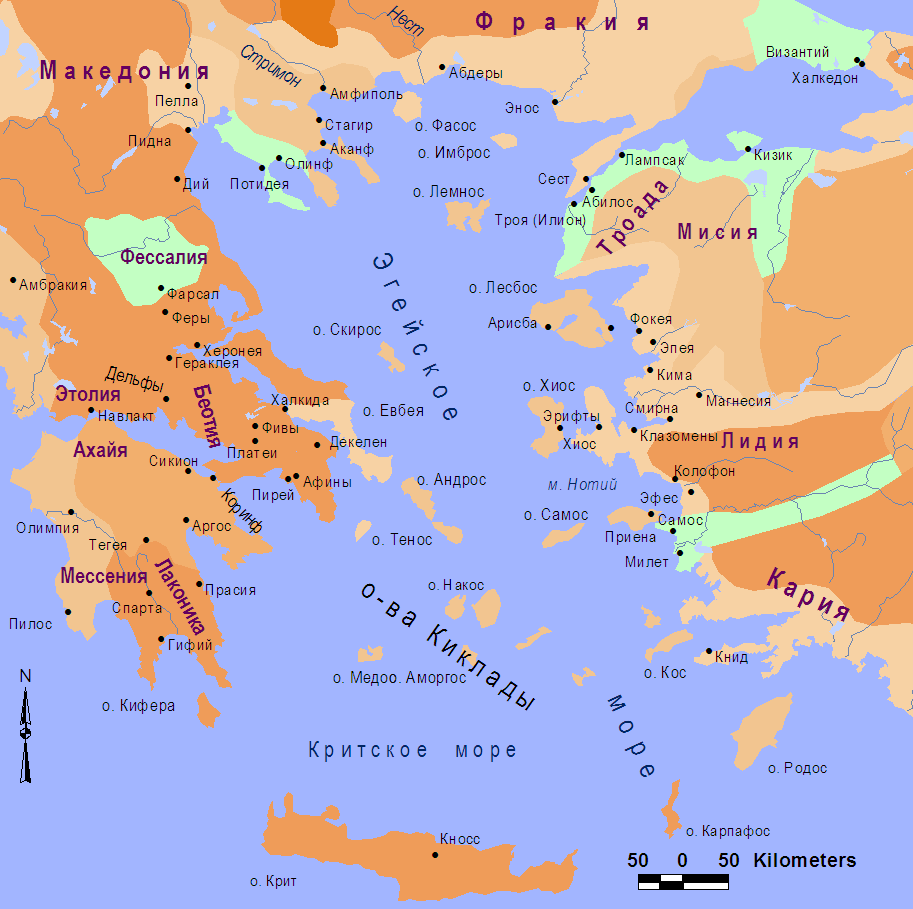 Нест
Фракия
Македония
Стримон
Византий
Халкедон
Абдеры
Пелла
Амфиполь
Энос
Стагир
о. Фасос
Пидна
Аканф
о. Имброс
Олинф
Лампсак
Кизик
Дий
Потидея
Сест
о. Лемнос
Абилос
Троя (Илион)
Троада
Мисия
Фессалия
Эгейское
Амбракия
Фарсал
о. Лесбос
Феры
о. Скирос
Арисба
Фокея
Херонея
Гераклея
Эпея
Дельфы
Кима
Этолия
Беотия
Халкида
о. Хиос
Магнесия
Навлакт
о. Евбея
Эрифты
Смирна
Фивы
Хиос
Клазомены
Лидия
Ахайя
Платеи
Декелен
Сикион
Колофон
Пирей
Афины
о. Андрос
м. Нотий
Эфес
Коринф
Олимпия
Аргос
о. Самос
Самос
Тегея
о. Тенос
Приена
Милет
Мессения
Лаконика
Прасия
о. Накос
Кария
Спарта
о-ва Киклады
Пилос
Гифий
Книд
N
о. Медоо. Аморгос
о. Кос
о. Кифера
море
Критское море
о. Родос
Кносс
о. Карпафос
50 0 50 Kilometers
о. Крит